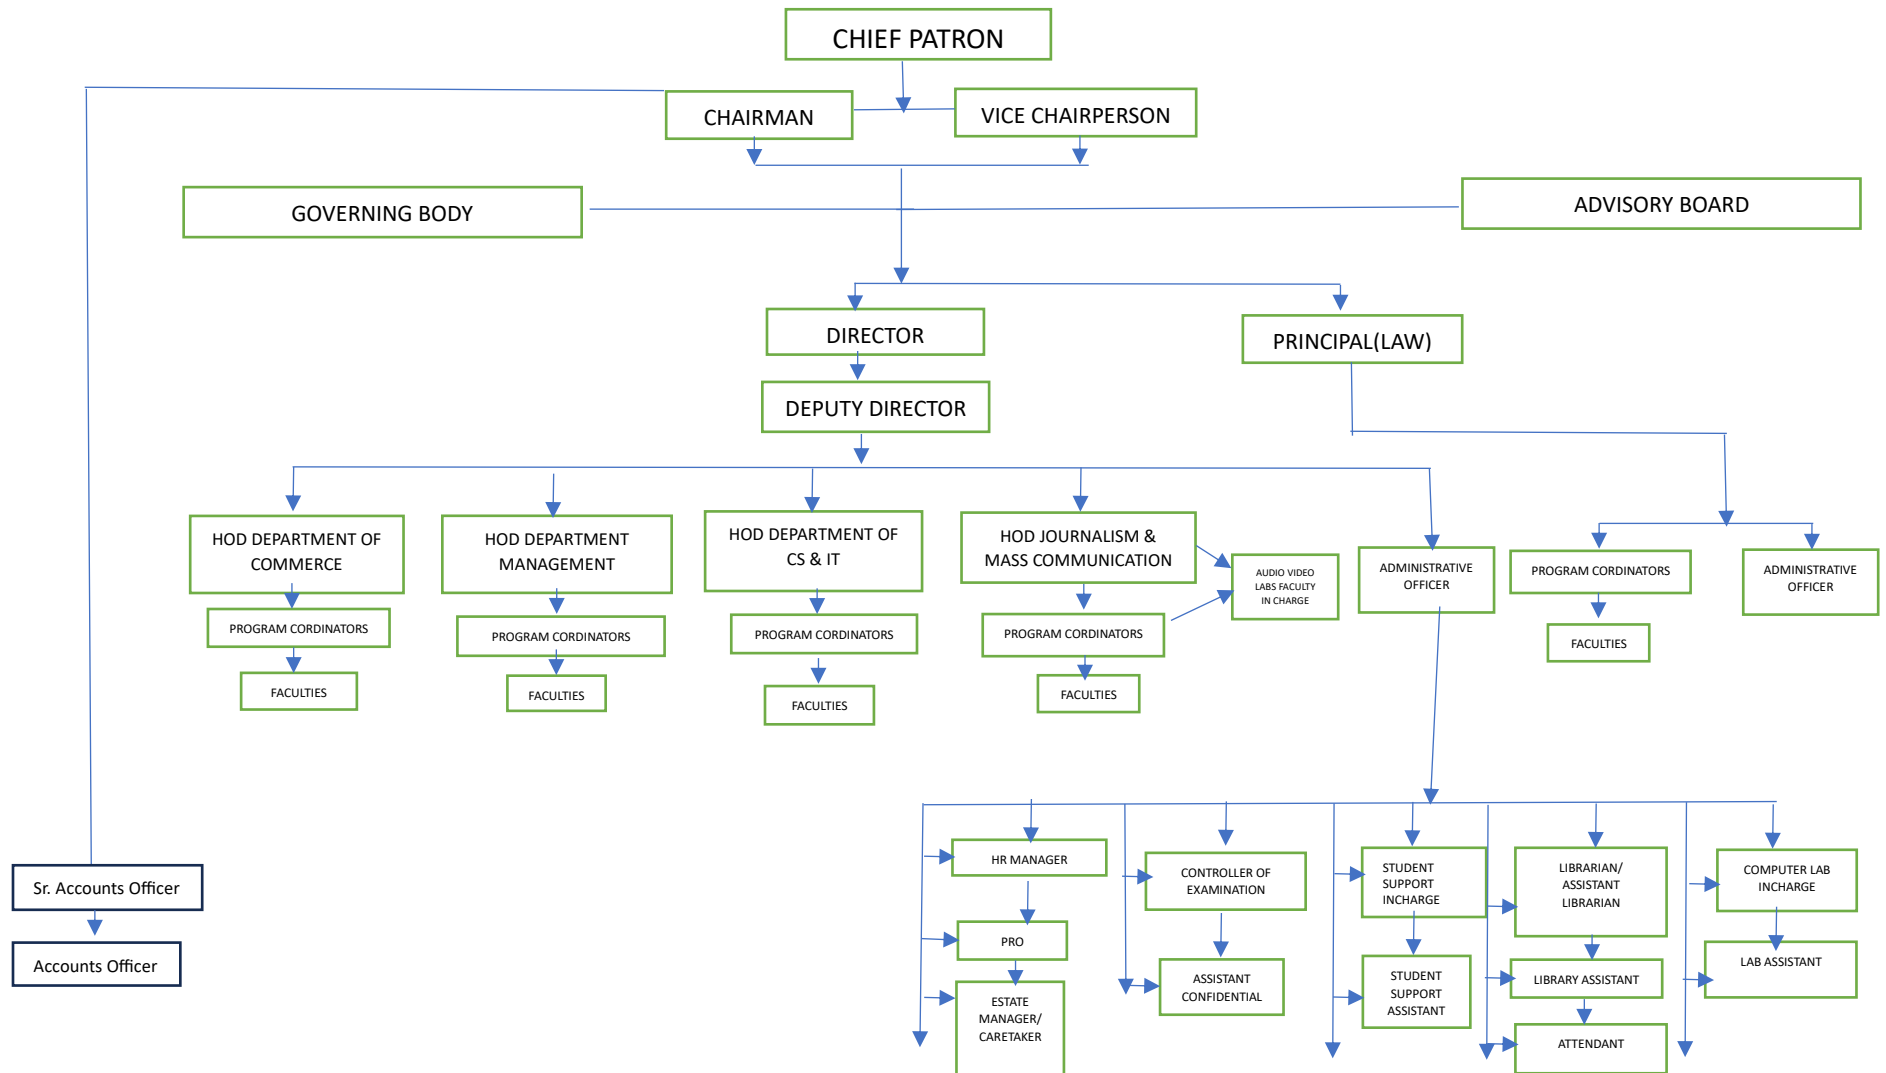 CHIEF PATRON
CHAIRMAN
VICE CHAIRPERSON
GOVERNING BODY
ADVISORY BOARD
DIRECTOR
PRINCIPAL(LAW)
DEPUTY DIRECTOR
HOD DEPARTMENT OF
COMMERCE
HOD DEPARTMENT
MANAGEMENT
HOD DEPARTMENT OF
CS & IT
HOD JOURNALISM &
MASS COMMUNICATION
AUDIO VIDEO
LABS FACULTY
IN CHARGE
ADMINISTRATIVE
OFFICER
PROGRAM CORDINATORS
ADMINISTRATIVE
OFFICER
PROGRAM CORDINATORS
PROGRAM CORDINATORS
PROGRAM CORDINATORS
PROGRAM CORDINATORS
FACULTIES
FACULTIES
FACULTIES
FACULTIES
FACULTIES
HR MANAGER
CONTROLLER OF
EXAMINATION
STUDENT
SUPPORT
INCHARGE
LIBRARIAN/
ASSISTANT
LIBRARIAN
COMPUTER LAB
INCHARGE
Sr. Accounts Officer
PRO
Accounts Officer
ASSISTANT
CONFIDENTIAL
STUDENT
SUPPORT
ASSISTANT
LIBRARY ASSISTANT
LAB ASSISTANT
ESTATE
MANAGER/
CARETAKER
ATTENDANT